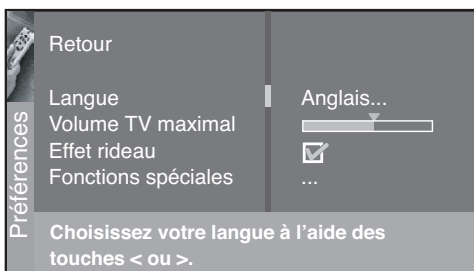 Préférences
Retour
Langue Anglais...
Volume TV maximal
Effet rideau
Fonctions spéciales ...
Choisissez votre langue à l'aide des
touches < ou >.